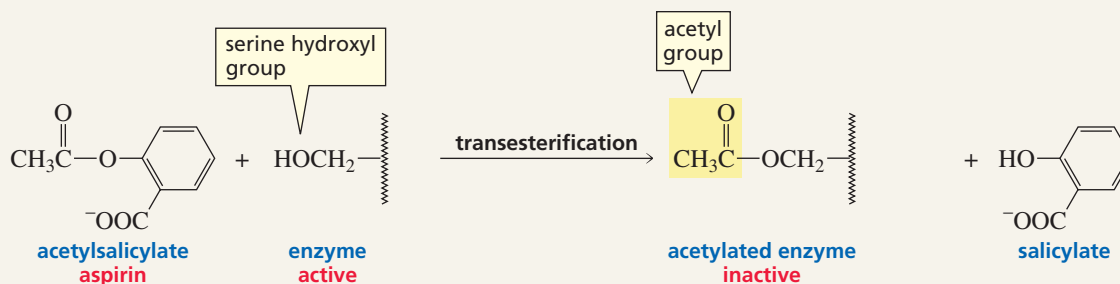 serine hydroxyl
group
acetyl
group
O
CH₃C
O
⁻OOC
+
HOCH₂
transesterification
O
CH₃C
OCH₂
+
HO
⁻OOC
acetylsalicylate
aspirin
enzyme
active
acetylated enzyme
inactive
salicylate